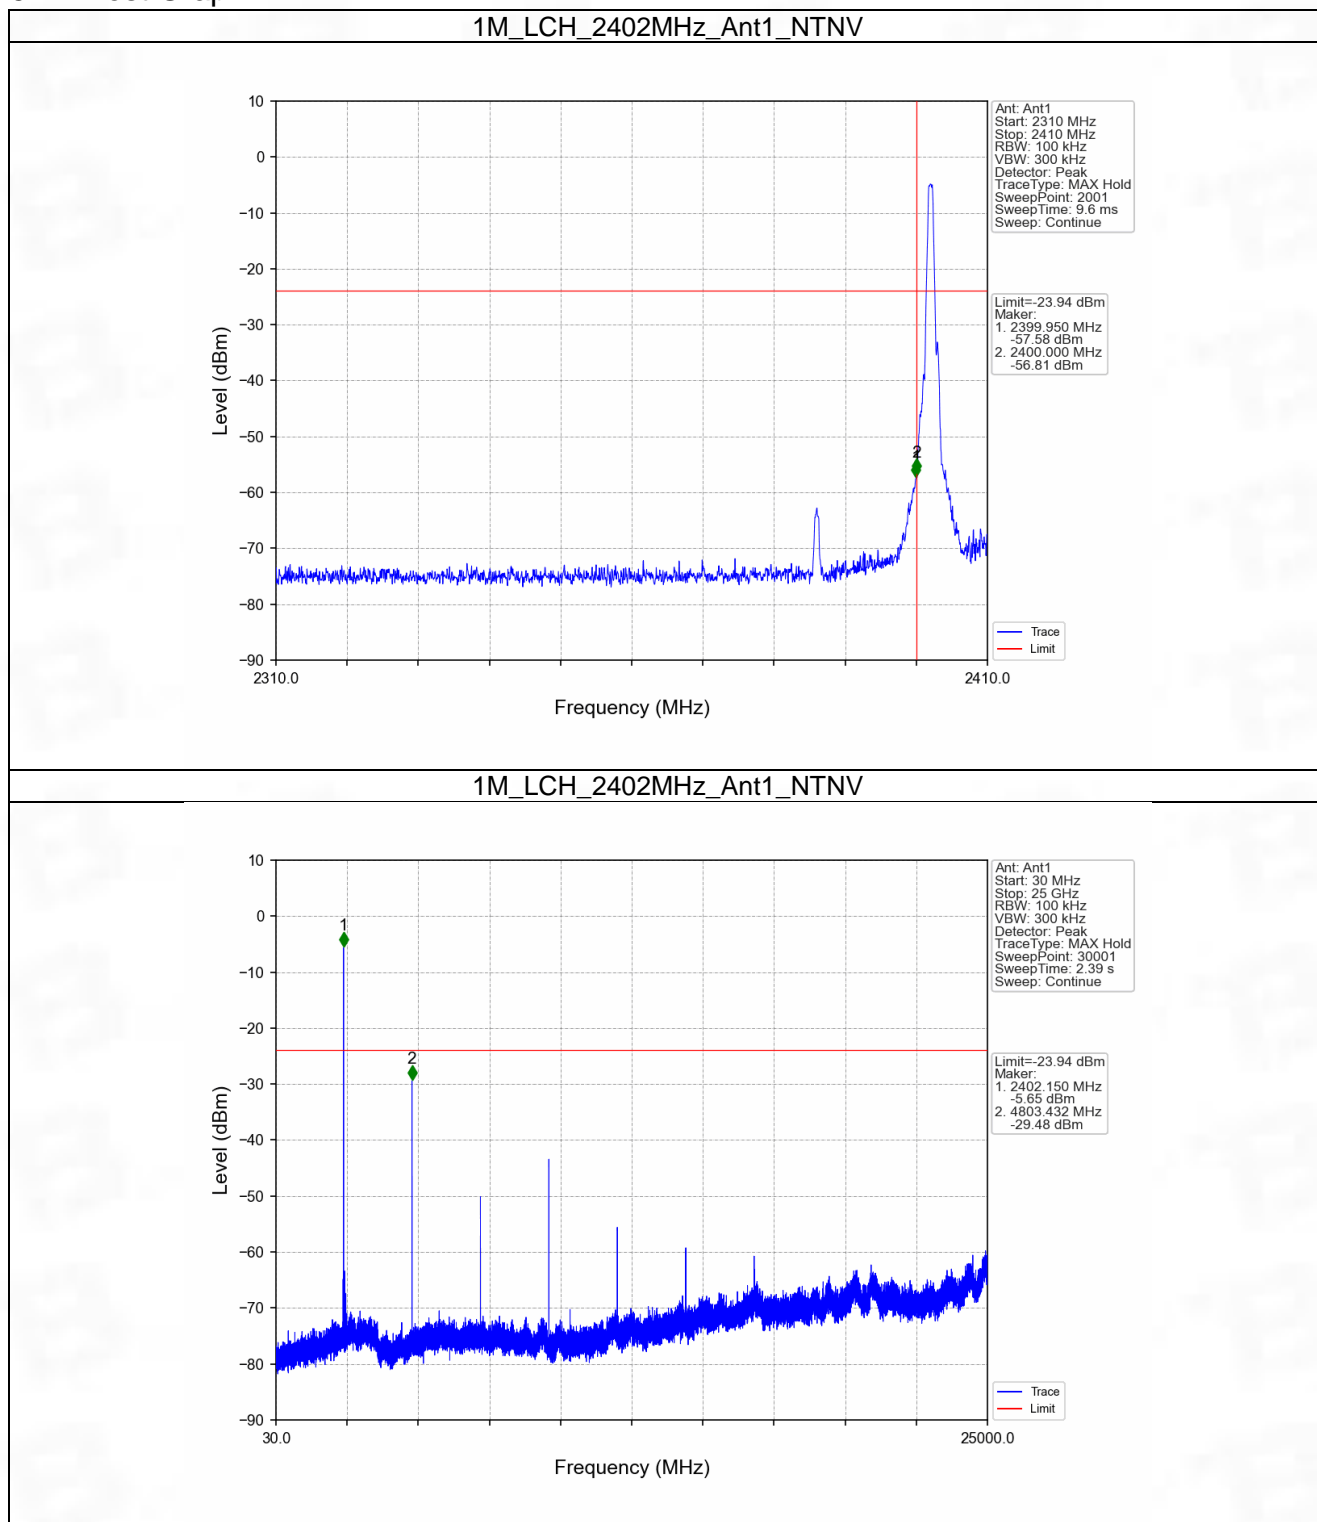 1M_LCH_2402MHz_Ant1_NTNV
10
0
−10
−20
−30
−40
−50
−60
−70
−80
−90
Level (dBm)
2310.0
2410.0
Frequency (MHz)
2
Ant: Ant1
Start: 2310 MHz
Stop: 2410 MHz
RBW: 100 kHz
VBW: 300 kHz
Detector: Peak
TraceType: MAX Hold
SweepPoint: 2001
SweepTime: 9.6 ms
Sweep: Continue
Limit=-23.94 dBm
Maker:
1. 2399.950 MHz
-57.58 dBm
2. 2400.000 MHz
-56.81 dBm
Trace
Limit
1M_LCH_2402MHz_Ant1_NTNV
10
0
−10
−20
−30
−40
−50
−60
−70
−80
−90
Level (dBm)
30.0
25000.0
Frequency (MHz)
1
2
Ant: Ant1
Start: 30 MHz
Stop: 25 GHz
RBW: 100 kHz
VBW: 300 kHz
Detector: Peak
TraceType: MAX Hold
SweepPoint: 30001
SweepTime: 2.39 s
Sweep: Continue
Limit=-23.94 dBm
Maker:
1. 2402.150 MHz
-5.65 dBm
2. 4803.432 MHz
-29.48 dBm
Trace
Limit